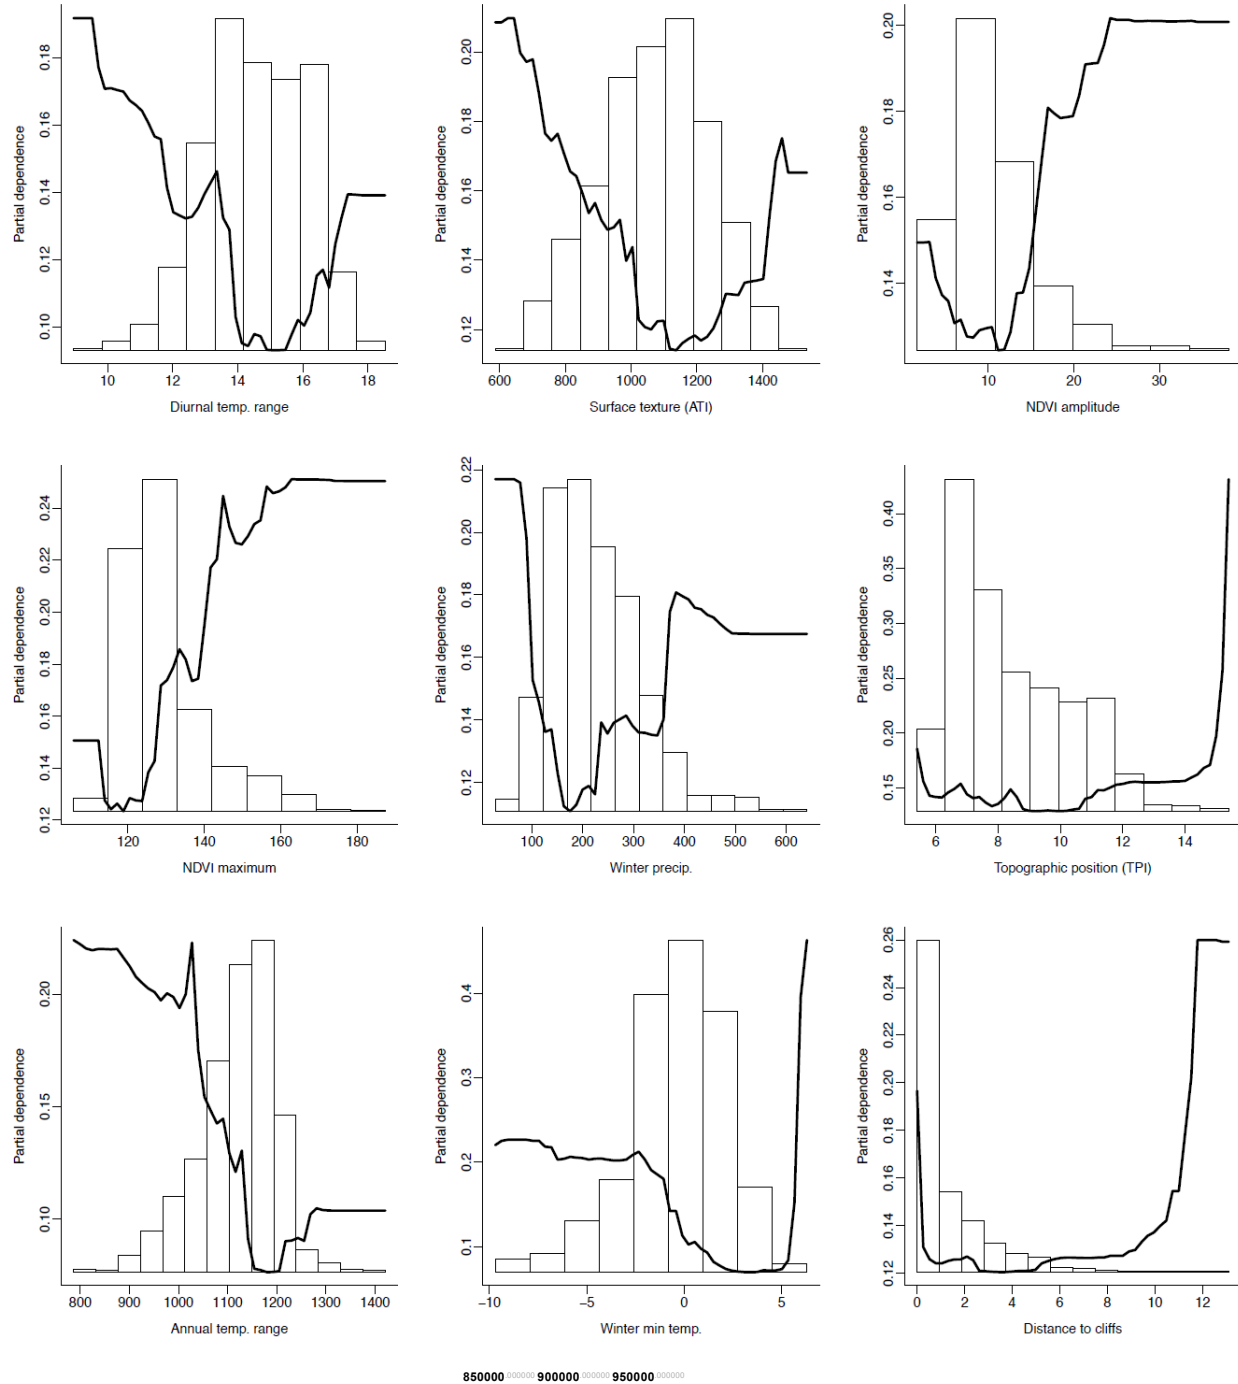 Partial dependence
0.10 0.12 0.14 0.16 0.18
10 12 14 16 18
Diurnal temp. range
Partial dependence
0.12 0.14 0.16 0.18 0.20
600 800 1000 1200 1400
Surface texture (ATI)
Partial dependence
0.14 0.16 0.18 0.20
10 20 30
NDVI amplitude
Partial dependence
0.12 0.14 0.16 0.18 0.20 0.22 0.24
120 140 160 180
NDVI maximum
Partial dependence
0.12 0.14 0.16 0.18 0.20 0.22
100 200 300 400 500 600
Winter precip.
Partial dependence
0.15 0.20 0.25 0.30 0.35 0.40
6 8 10 12 14
Topographic position (TPI)
Partial dependence
0.10 0.15 0.20
800 900 1000 1100 1200 1300 1400
Annual temp. range
Partial dependence
0.1 0.2 0.3 0.4
−10 −5 0 5
Winter min temp.
Partial dependence
0.12 0.14 0.16 0.18 0.20 0.22 0.24 0.26
0 2 4 6 8 10 12
Distance to cliffs
850000.000000 900000.000000 950000.000000